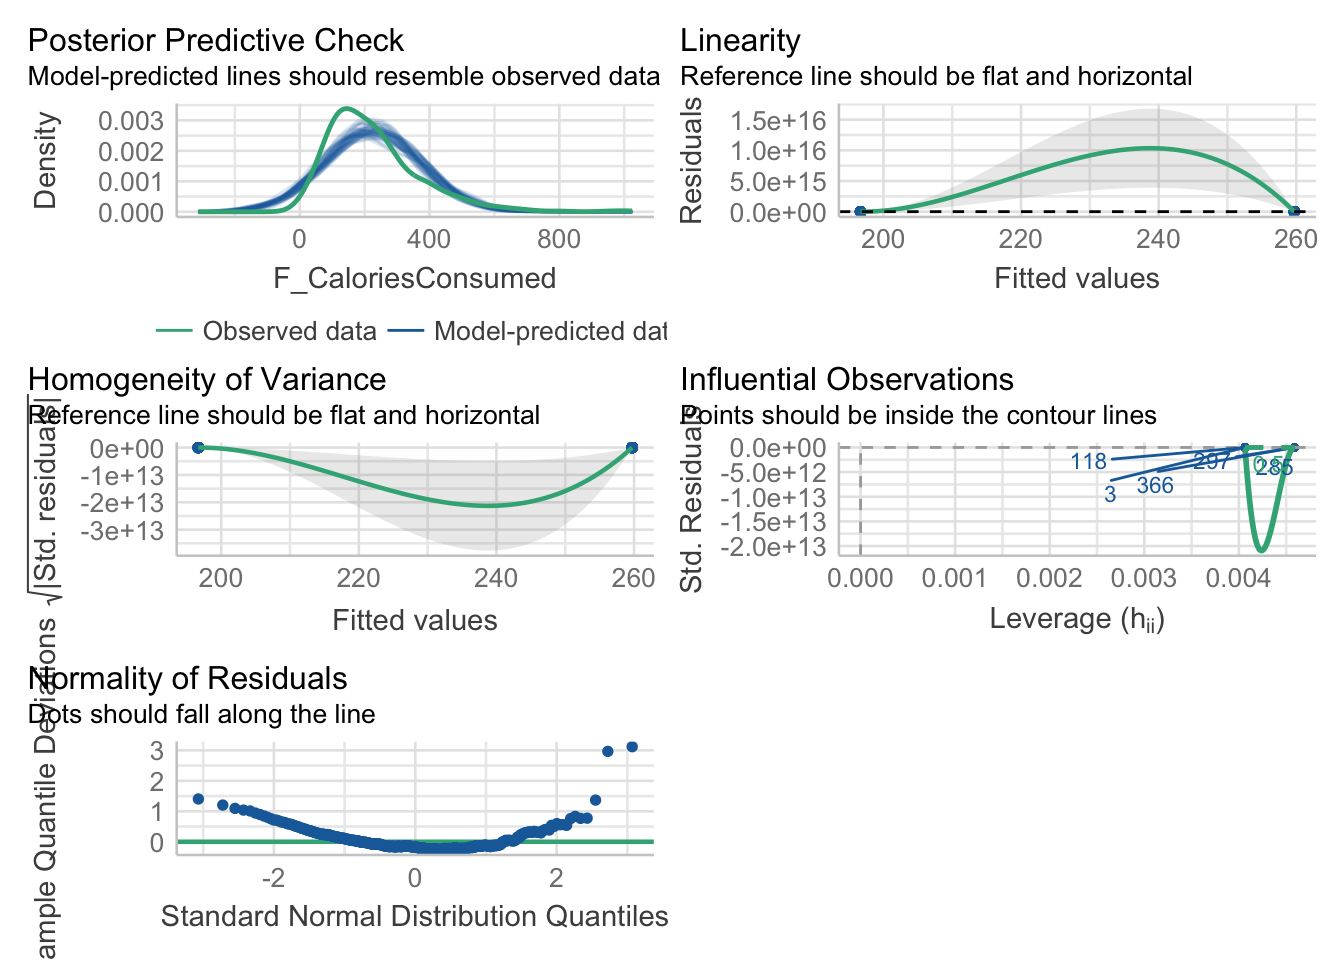 Posterior Predictive Check
Model-predicted lines should resemble observed data
Density
0.003
0.002
0.001
0.000
0 400 800
F_CaloriesConsumed
Observed data Model-predicted dat
Linearity
Reference line should be flat and horizontal
Residuals
1.5e+16
1.0e+16
5.0e+15
0.0e+00
200 220 240 260
Fitted values
Homogeneity of Variance
Reference line should be flat and horizontal
√|Std. residuals|
0e+00
-1e+13
-2e+13
-3e+13
200 220 240 260
Fitted values
Influential Observations
Points should be inside the contour lines
Std. Residuals
0.0e+00
-5.0e+12
-1.0e+13
-1.5e+13
-2.0e+13
118
297
285
366
3
0.000 0.001 0.002 0.003 0.004
Leverage (hii)
Normality of Residuals
Dots should fall along the line
ample Quantile Deviations
3
2
1
0
-2 0 2
Standard Normal Distribution Quantiles